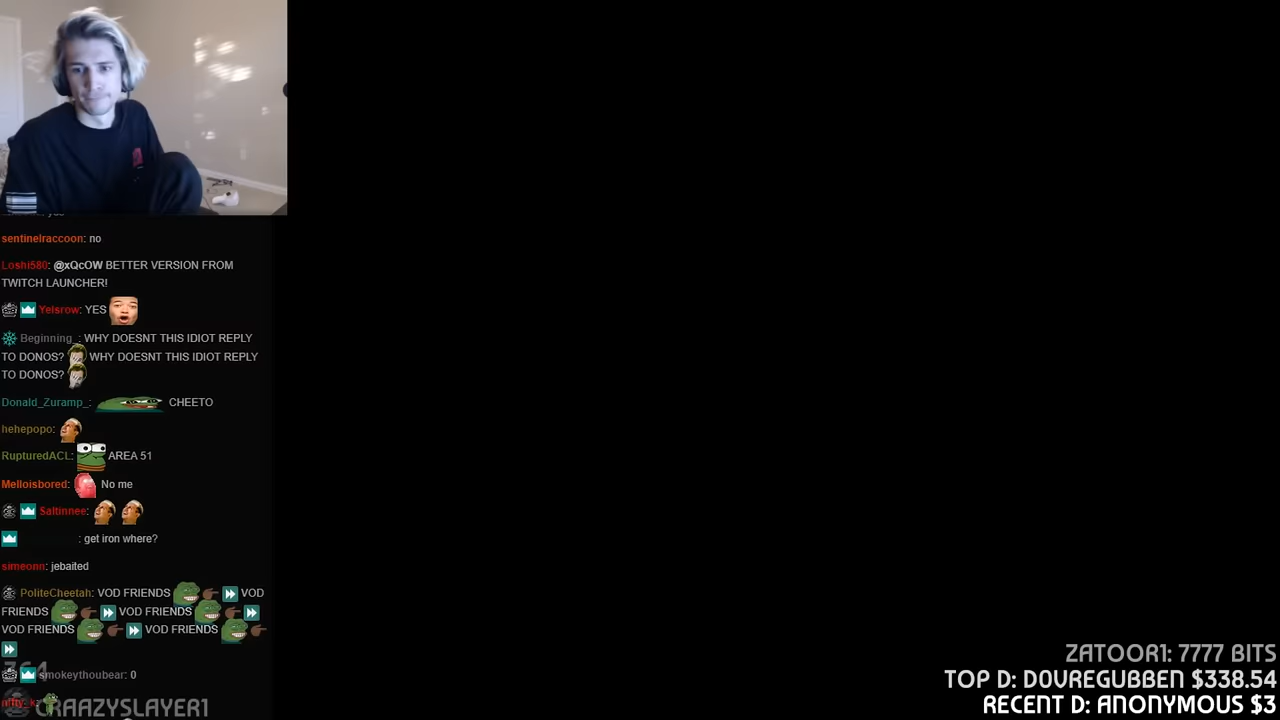 sentinelraccoon: no
Loshi580: @xQcOW BETTER VERSION FROM
TWITCH LAUNCHER!
Yelsrow: YES
Beginning_: WHY DOESNT THIS IDIOT REPLY
TO DONOS? WHY DOESNT THIS IDIOT REPLY
TO DONOS?
Donald_Zuramp_: CHEETO
hehepopo:
RupturedACL: AREA 51
Melloisbored: No me
Saltinnee:
: get iron where?
simeonn: jebaited
PoliteCheetah: VOD FRIENDS VOD
FRIENDS VOD FRIENDS
VOD FRIENDS VOD FRIENDS
364
smokeythoubear: 0
CRAAZYSLAYER1
ZATOOR1: 7777 BITS
TOP D: DOVREGUBBEN $338.54
RECENT D: ANONYMOUS $3